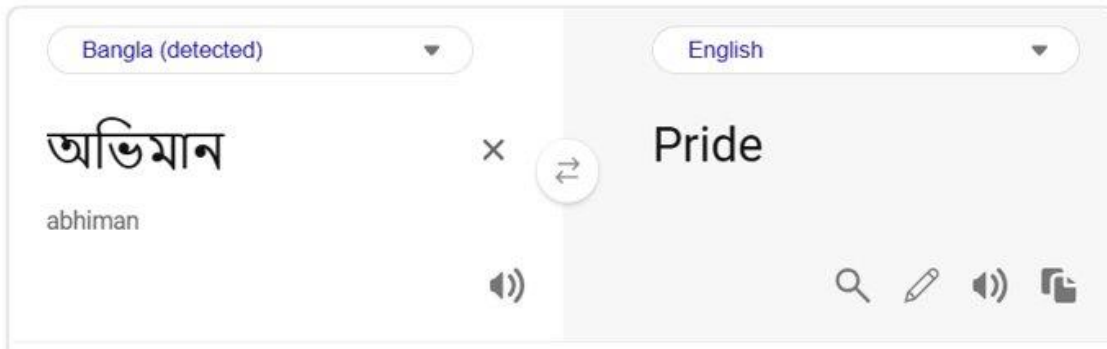 Bangla (detected)
English
অভিমান
Pride
abhiman